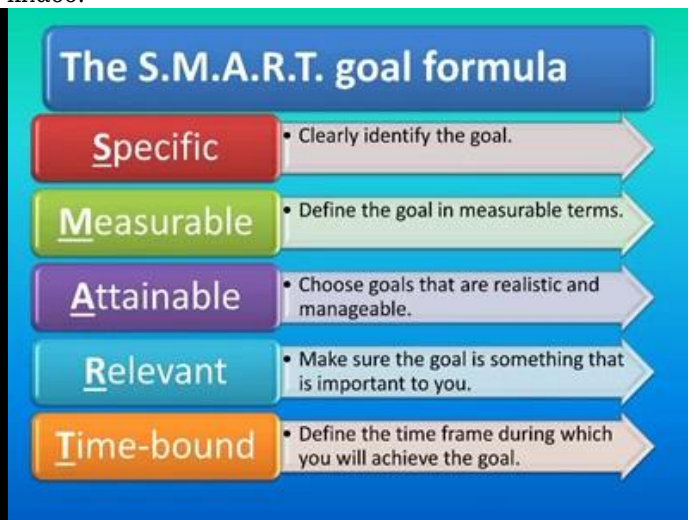 The S.M.A.R.T. goal formula
Specific
• Clearly identify the goal.
Measurable
• Define the goal in measurable terms.
Attainable
• Choose goals that are realistic and
manageable.
Relevant
• Make sure the goal is something that
is important to you.
Time-bound
• Define the time frame during which
you will achieve the goal.